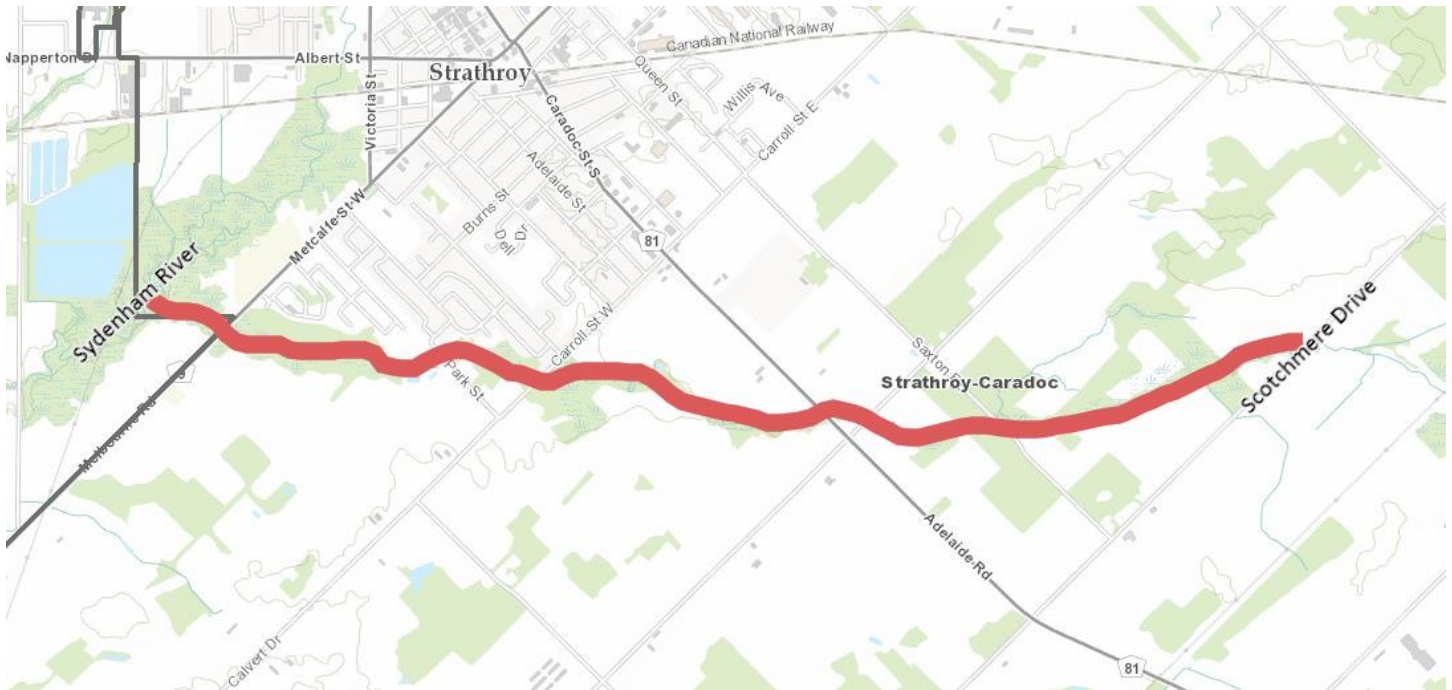 Canadian National Railway
Napperton Dr
Albert St
Strathroy
Queen St
Willis Ave
Victoria St
Caradoc St S
Carroll St E
Adelaide St
Metcalfe St W
Burns St
Dell Dr
81
Sydenham River
Carroll St W
Park St
Saxton
Strathroy-Caradoc
Scotchmere Drive
Melbourne Rd
Adelaide Rd
Calvert Dr
81